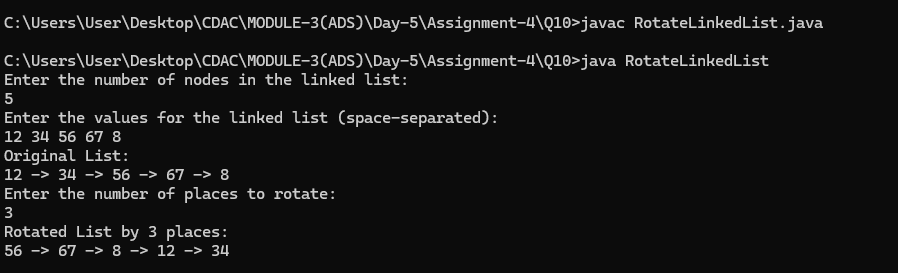 C:\Users\User\Desktop\CDAC\MODULE-3(ADS)\Day-5\Assignment-4\Q10>javac RotateLinkedList.java
C:\Users\User\Desktop\CDAC\MODULE-3(ADS)\Day-5\Assignment-4\Q10>java RotateLinkedList
Enter the number of nodes in the linked list:
5
Enter the values for the linked list (space-separated):
12 34 56 67 8
Original List:
12 -> 34 -> 56 -> 67 -> 8
Enter the number of places to rotate:
3
Rotated List by 3 places:
56 -> 67 -> 8 -> 12 -> 34